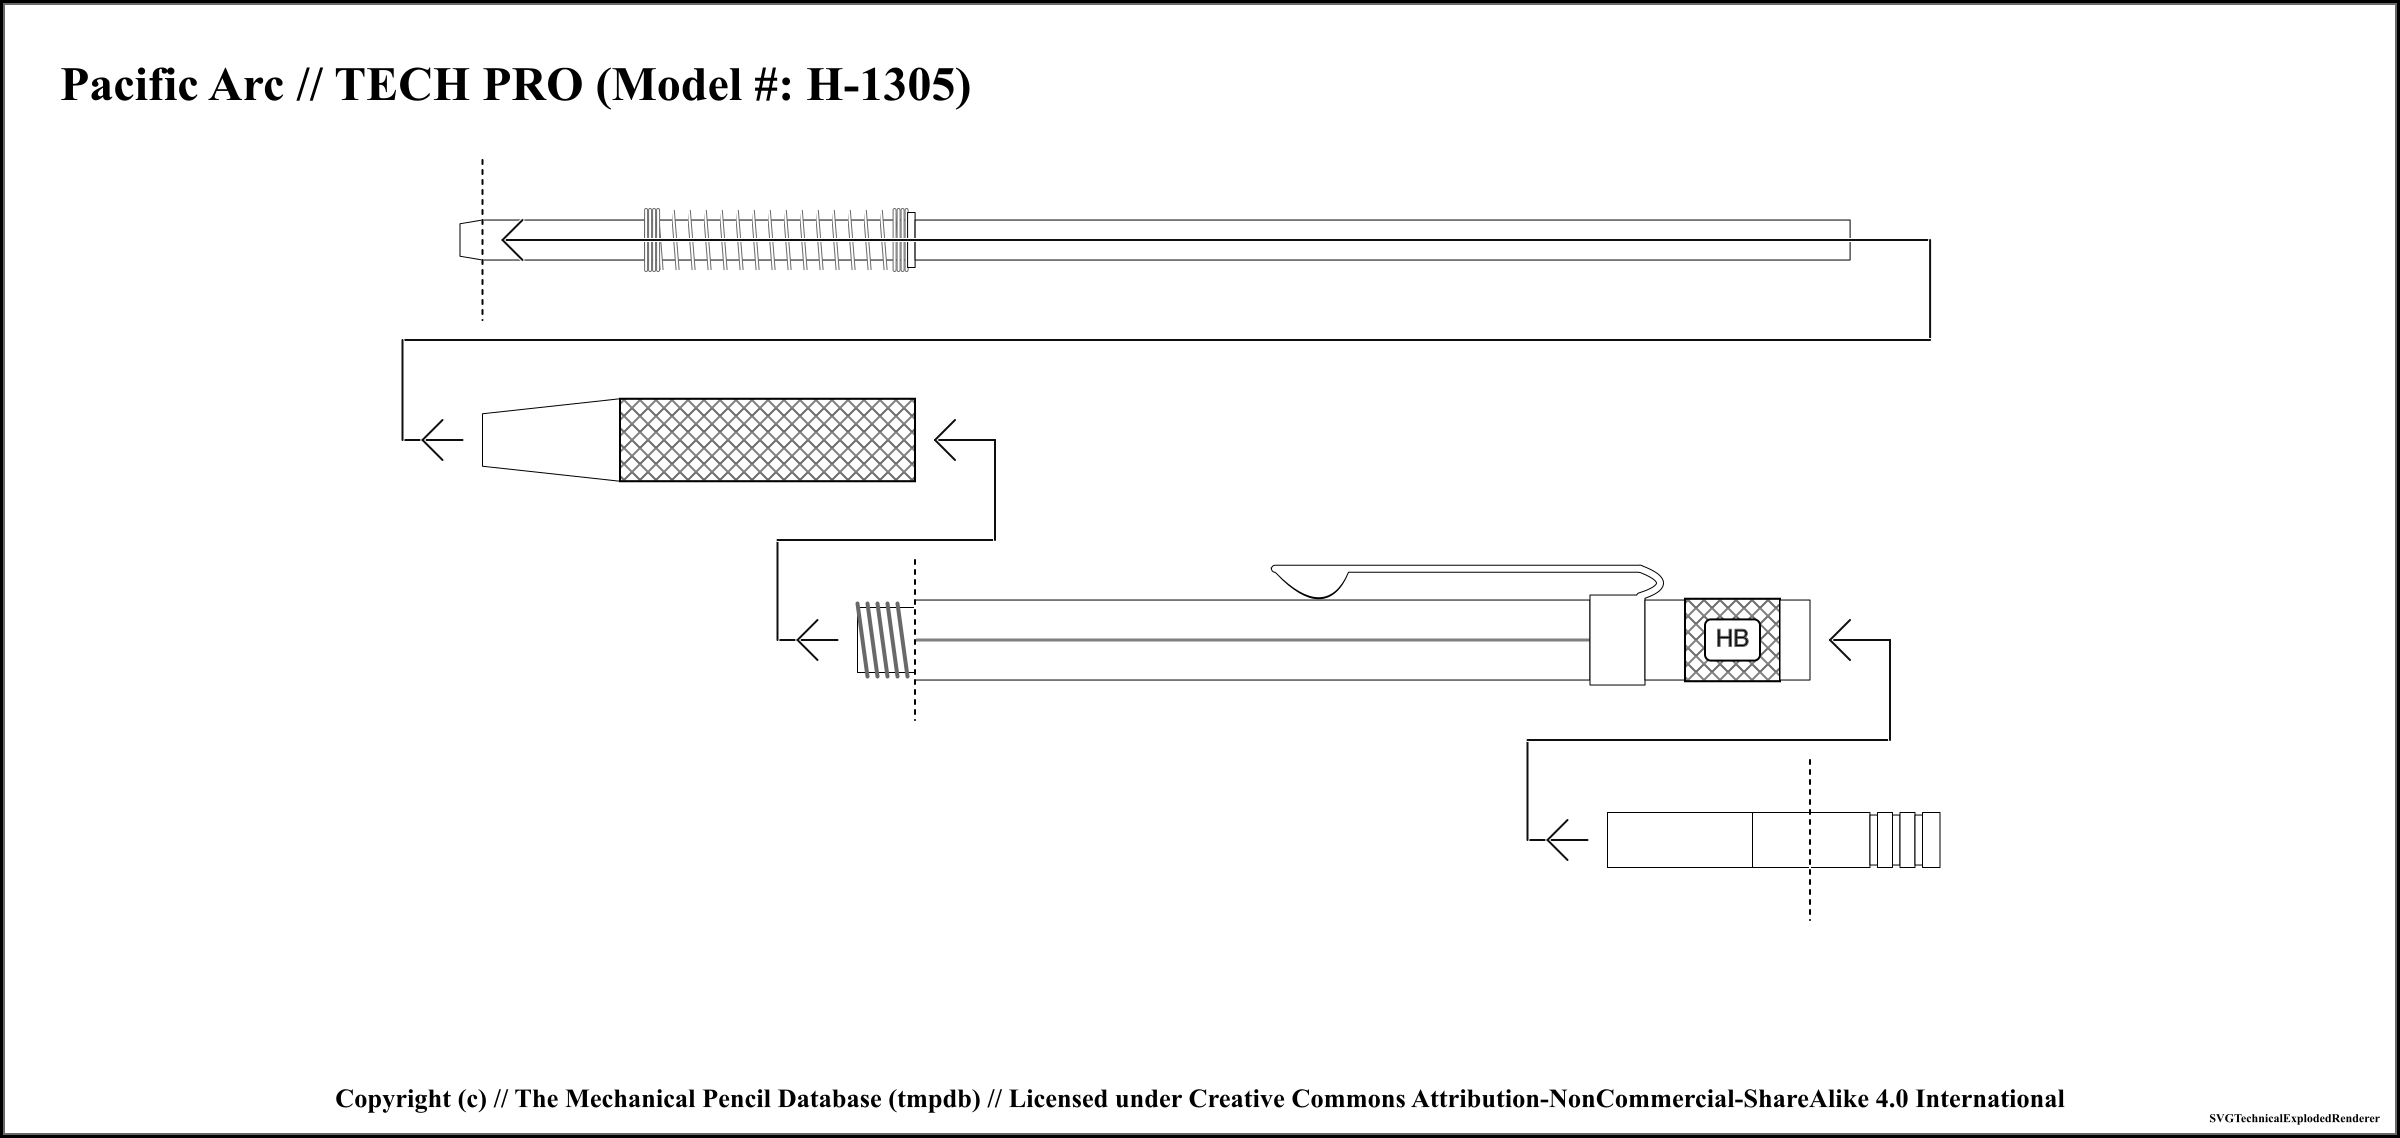 Pacific Arc // TECH PRO (Model #: H-1305)
HB
Copyright (c) // The Mechanical Pencil Database (tmpdb) // Licensed under Creative Commons Attribution-NonCommercial-ShareAlike 4.0 International
SVGTechnicalExplodedRenderer